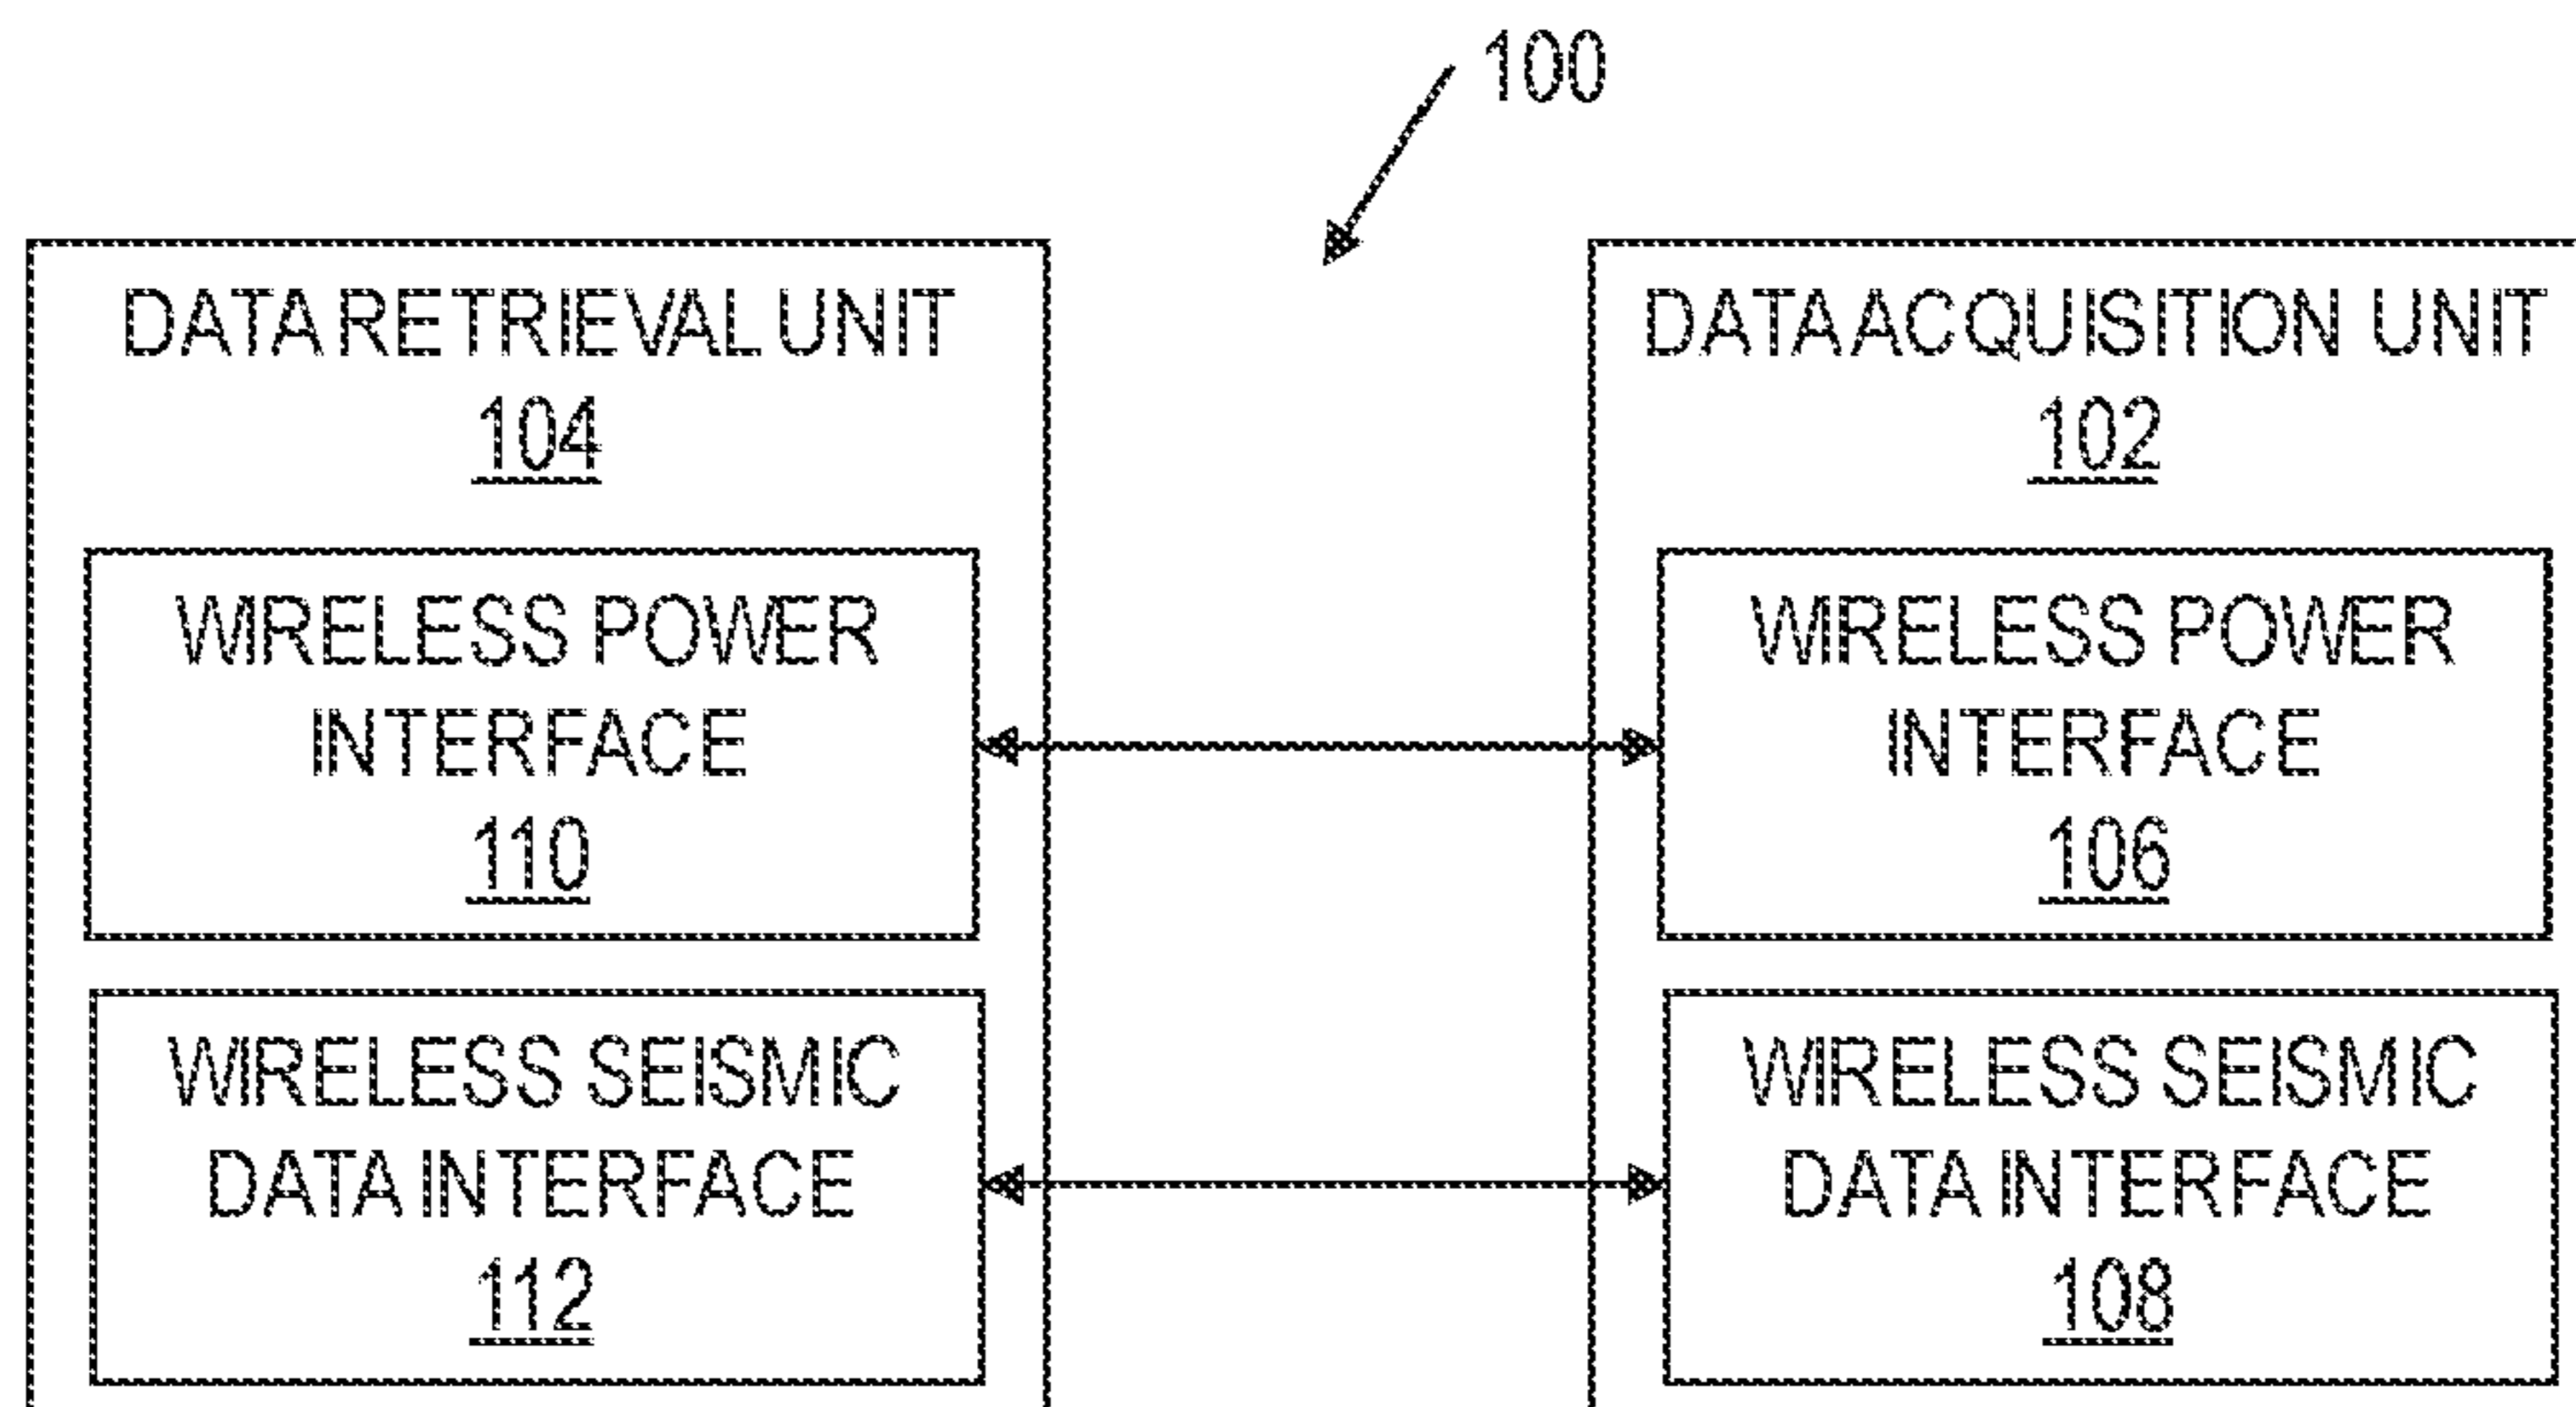 100
DATA RETRIEVAL UNIT
104
WIRELESS POWER
INTERFACE
110
WIRELESS SEISMIC
DATA INTERFACE
112
DATA ACQUISITION UNIT
102
WIRELESS POWER
INTERFACE
106
WIRELESS SEISMIC
DATA INTERFACE
108